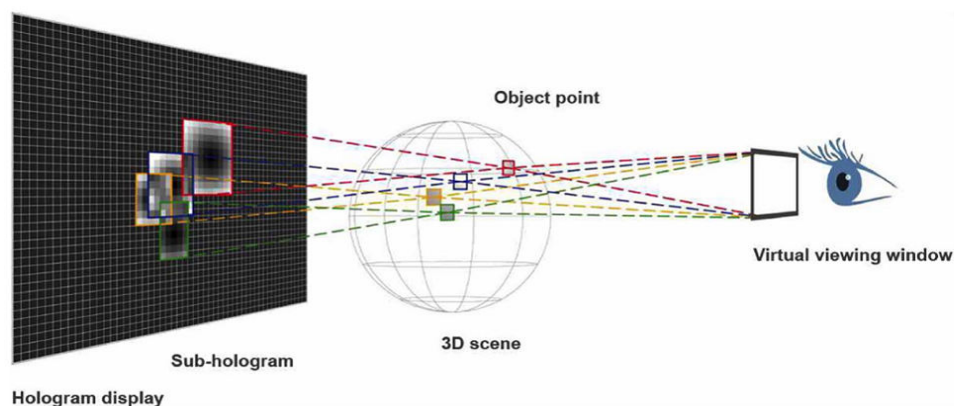 Object point
Virtual viewing window
3D scene
Sub-hologram
Hologram display